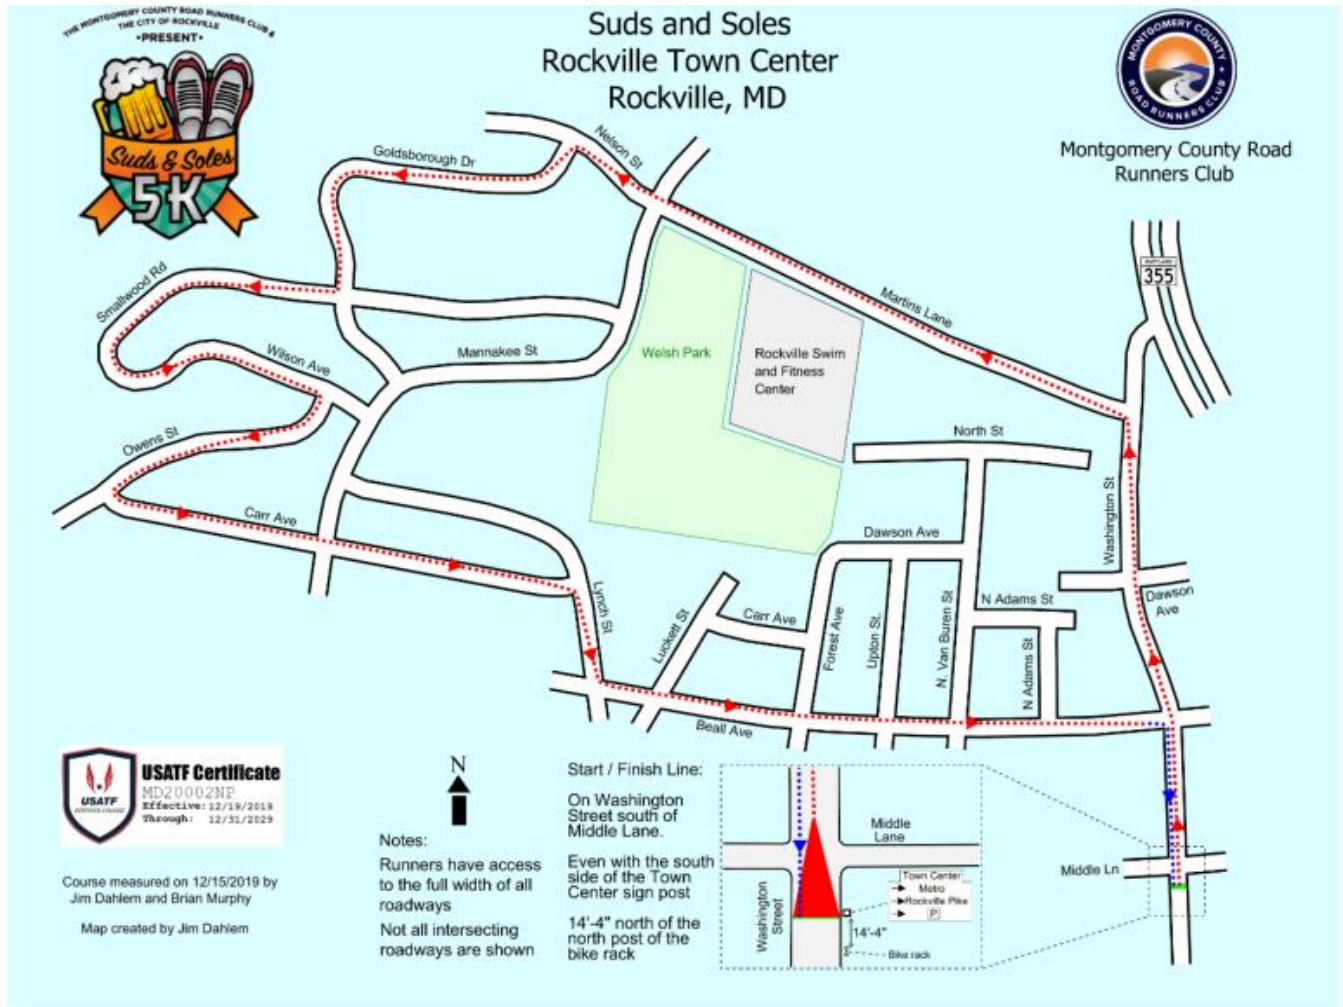 THE MONTGOMERY COUNTY ROAD RUNNERS CLUB &
THE CITY OF ROCKVILLE
•PRESENT•
Suds & Soles
5K
Suds and Soles
Rockville Town Center
Rockville, MD
MONTGOMERY COUNTY
ROAD RUNNERS CLUB
Montgomery County Road
Runners Club
Nelson St
Goldsborough Dr
Smallwood Rd
Wilson Ave
Mannakee St
Welsh Park
Rockville Swim
and Fitness
Center
Martins Lane
MARYLAND
355
Owens St
Carr Ave
North St
Washington St
Dawson Ave
Dawson
Ave
Lynch St
Luckett St
Carr Ave
Forest Ave
Upton St.
N. Van Buren St
N Adams St
N Adams St
Beall Ave
Middle Ln
USATF
USATF Certificate
MD20002NP
Effective: 12/19/2019
Through: 12/31/2029
Course measured on 12/15/2019 by
Jim Dahlem and Brian Murphy
Map created by Jim Dahlem
N
Notes:
Runners have access
to the full width of all
roadways
Not all intersecting
roadways are shown
Start / Finish Line:
On Washington
Street south of
Middle Lane.
Even with the south
side of the Town
Center sign post
14'-4" north of the
north post of the
bike rack
Middle
Lane
Washington
Street
Town Center
Metro
Rockville Pike
P
14'-4"
Bike rack